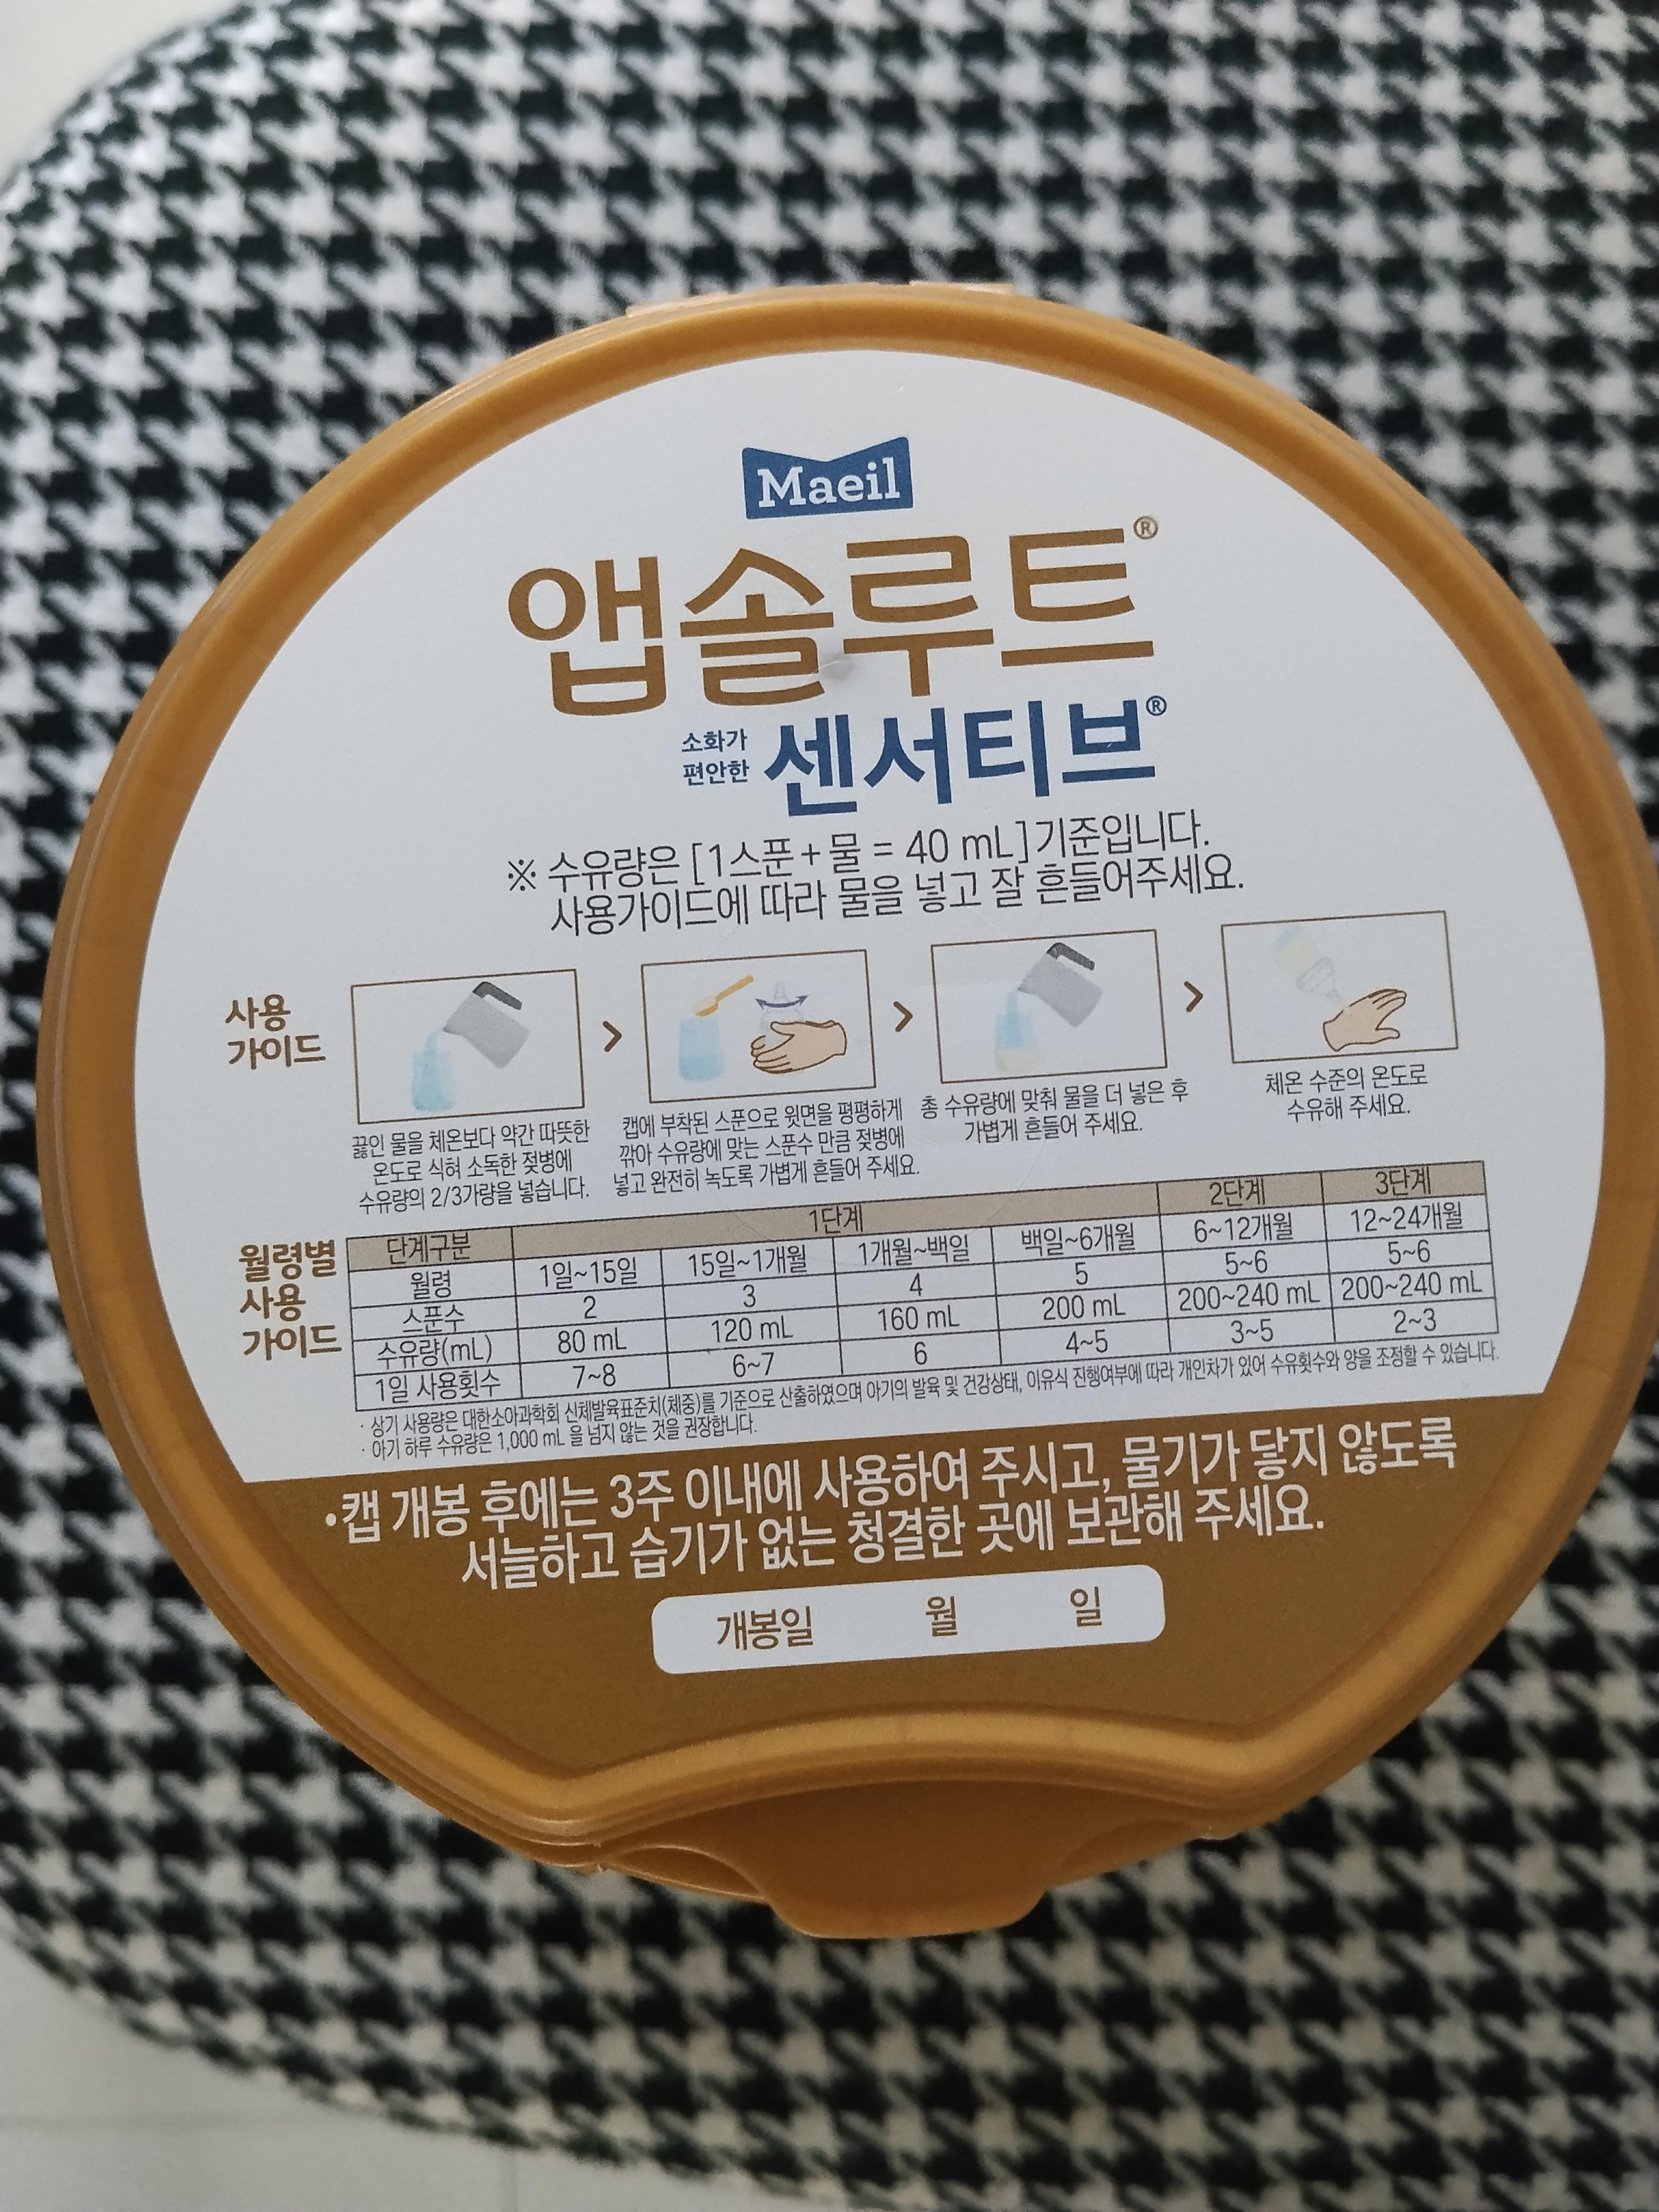 Maeil
앱솔루트®
소화가
편안한
센서티브®
※ 수유량은 [1스푼+물 = 40 mL]기준입니다.
사용가이드에 따라 물을 넣고 잘 흔들어주세요.
사용
가이드
끓인 물을 체온보다 약간 따뜻한
온도로 식혀 소독한 젖병에
수유량의 2/3가량을 넣습니다.
>
캡에 부착된 스푼으로 윗면을 평평하게
깎아 수유량에 맞는 스푼수 만큼 젖병에
넣고 완전히 녹도록 가볍게 흔들어 주세요.
>
총 수유량에 맞춰 물을 더 넣은 후
가볍게 흔들어 주세요.
>
체온 수준의 온도로
수유해 주세요.
월령별
사용
가이드
단계구분 1단계 2단계 3단계
월령 1일~15일 15일~1개월 1개월~백일 백일~6개월 6~12개월 12~24개월
스푼수 2 3 4 5 5~6 5~6
수유량(mL) 80 mL 120 mL 160 mL 200 mL 200~240 mL 200~240 mL
1일 사용횟수 7~8 6~7 6 4~5 3~5 2~3
· 상기 사용량은 대한소아과학회 신체발육표준치(체중)를 기준으로 산출하였으며 아기의 발육 및 건강상태, 이유식 진행여부에 따라 개인차가 있어 수유횟수와 양을 조정할 수 있습니다.
· 아기 하루 수유량은 1,000 mL 을 넘지 않는 것을 권장합니다.
•캡 개봉 후에는 3주 이내에 사용하여 주시고, 물기가 닿지 않도록
서늘하고 습기가 없는 청결한 곳에 보관해 주세요.
개봉일 월 일